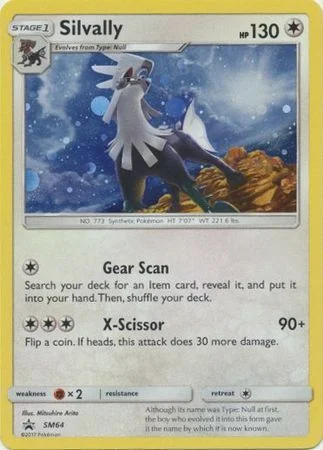 STAGE 1 Silvally HP 130
Evolves from Type: Null
NO. 773 Synthetic Pokémon HT 7'07" WT 221.6 lbs.
Gear Scan
Search your deck for an Item card, reveal it, and put it
into your hand. Then, shuffle your deck.
X-Scissor 90+
Flip a coin. If heads, this attack does 30 more damage.
weakness × 2 resistance retreat
Illus. Mitsuhiro Arita
SM64
©2017 Pokémon
Although its name was Type: Null at first,
the boy who evolved it into this form gave
it the name by which it is now known.